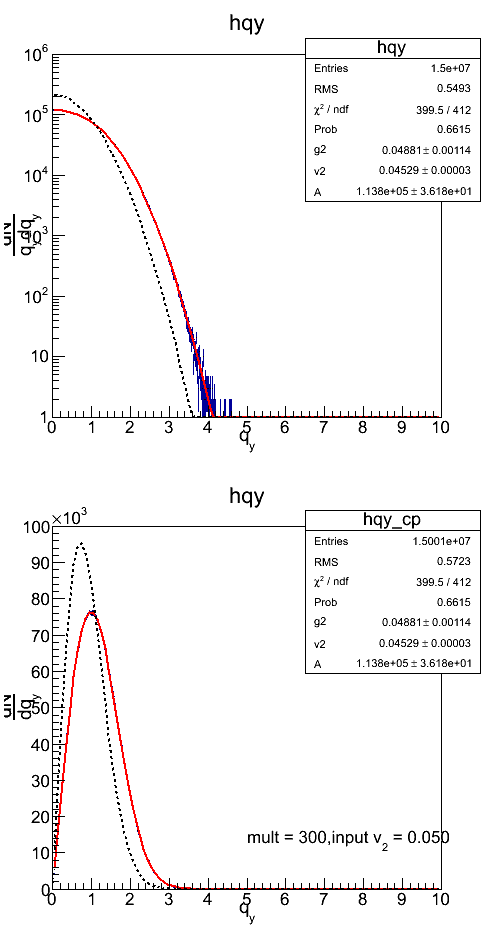 hqy
hqy
Entries 1.5e+07
RMS 0.5493
χ² / ndf 399.5 / 412
Prob 0.6615
g2 0.04881 ± 0.00114
v2 0.04529 ± 0.00003
A 1.138e+05 ± 3.618e+01
10⁶
10⁵
10⁴
10³
10²
10
1
dN
q_y dq_y
0 1 2 3 4 5 6 7 8 9 10
q_y
hqy
×10³
hqy_cp
Entries 1.5001e+07
RMS 0.5723
χ² / ndf 399.5 / 412
Prob 0.6615
g2 0.04881 ± 0.00114
v2 0.04529 ± 0.00003
A 1.138e+05 ± 3.618e+01
100
90
80
70
60
50
40
30
20
10
0
dN
dq_y
mult = 300,input v₂ = 0.050
0 1 2 3 4 5 6 7 8 9 10
q_y